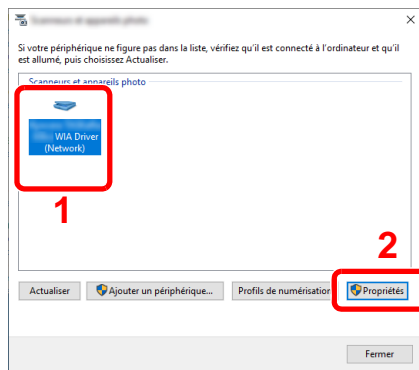 Si votre périphérique ne figure pas dans la liste, vérifiez qu'il est connecté à l'ordinateur et qu'il
est allumé, puis choisissez Actualiser.
Scanneurs et appareils photo
WIA Driver
(Network)
1
2
Actualiser
Ajouter un périphérique...
Profils de numérisation
Propriétés
Fermer